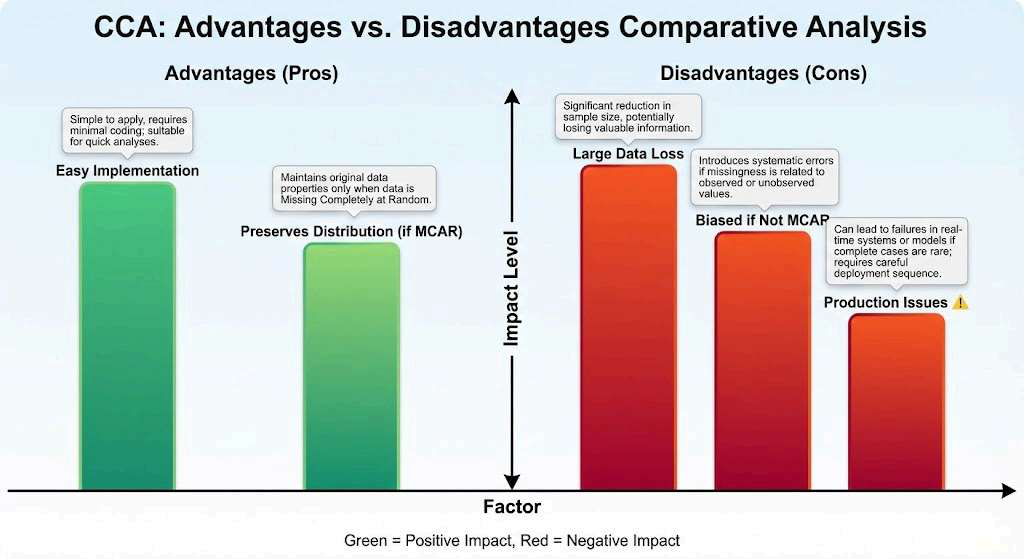 CCA: Advantages vs. Disadvantages Comparative Analysis
Advantages (Pros)
Simple to apply, requires
minimal coding; suitable
for quick analyses.
Easy Implementation
Maintains original data
properties only when data is
Missing Completely at Random.
Preserves Distribution (if MCAR)
Impact Level
Disadvantages (Cons)
Significant reduction in
sample size, potentially
losing valuable information.
Large Data Loss
Introduces systematic errors
if missingness is related to
observed or unobserved
values.
Biased if Not MCAR
Can lead to failures in real-
time systems or models if
complete cases are rare;
requires careful
deployment sequence.
Production Issues ⚠️
Factor
Green = Positive Impact, Red = Negative Impact